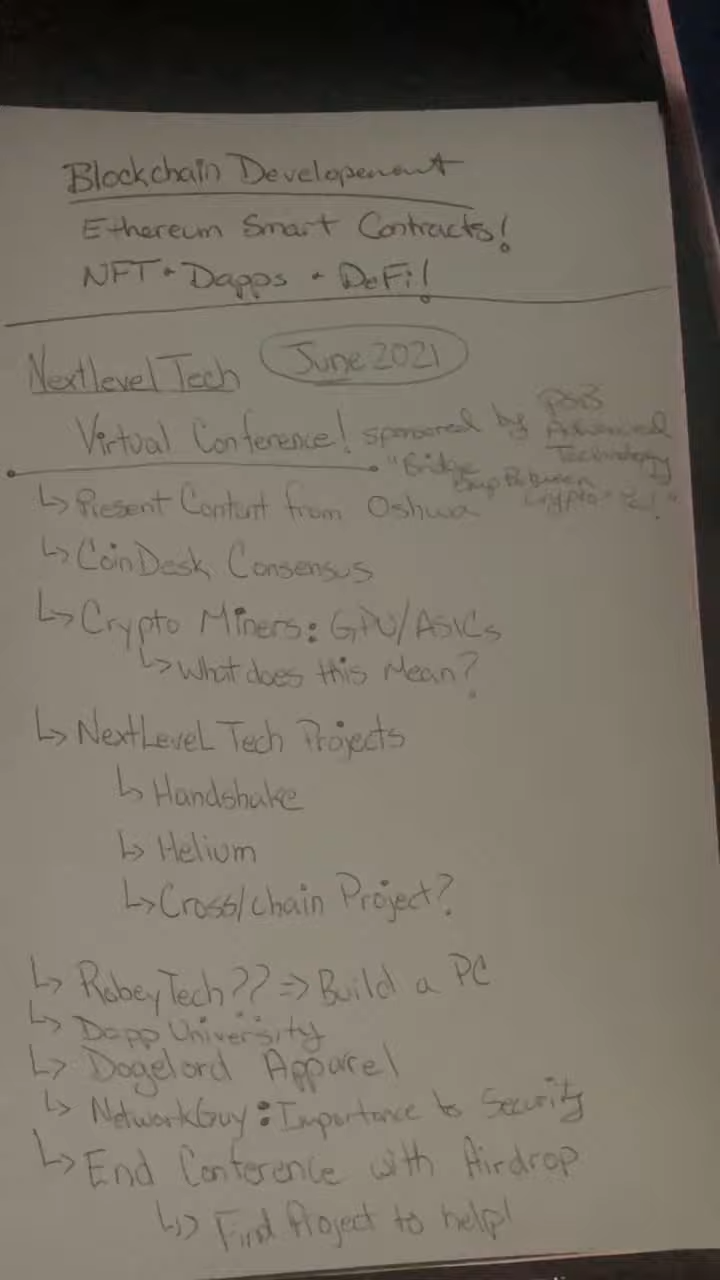 Blockchain Developement
Ethereum Smart Contracts!
NFT • Dapps • DeFi!
Nextlevel Tech June 2021
Virtual Conference! sponsored by Advanced Technology
"Bridge Gap Between Crypto
↳ Present Content from Oshwa
↳ CoinDesk Consensus
↳ Crypto Miners: GPU/ASICs
↳ What does this Mean?
↳ NextLevel Tech Projects
↳ Handshake
↳ Helium
↳ Cross/chain Project?
↳ RobeyTech?? => Build a PC
↳ Dapp University
↳ Dogelord Apparel
↳ NetworkGuy: Importance to Security
↳ End Conference with Airdrop
↳ Find Project to help!